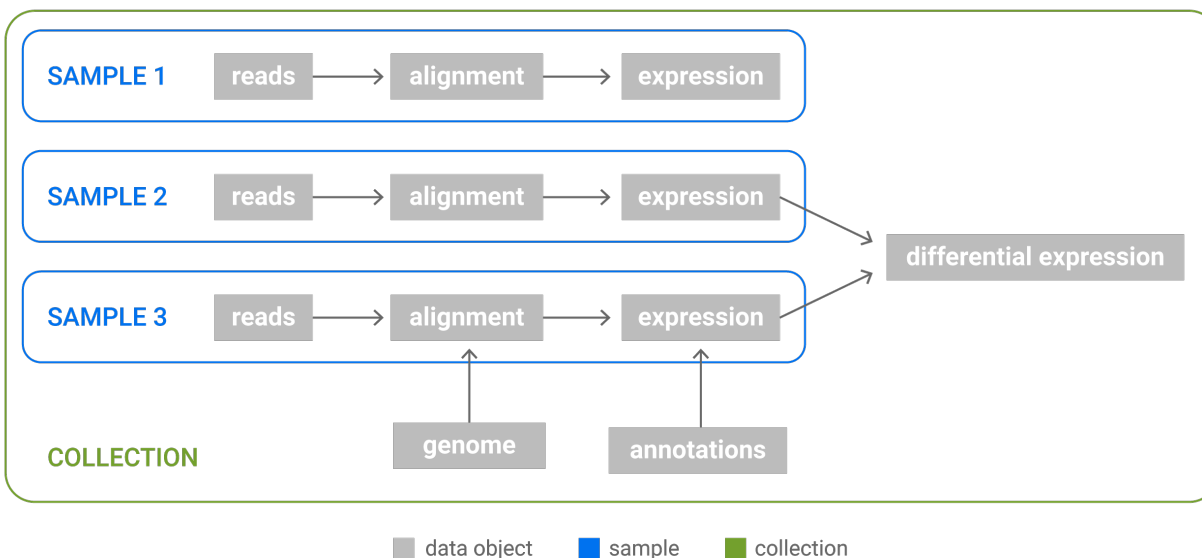 SAMPLE 1 reads alignment expression
SAMPLE 2 reads alignment expression
differential expression
SAMPLE 3 reads alignment expression
genome annotations
COLLECTION
data object sample collection